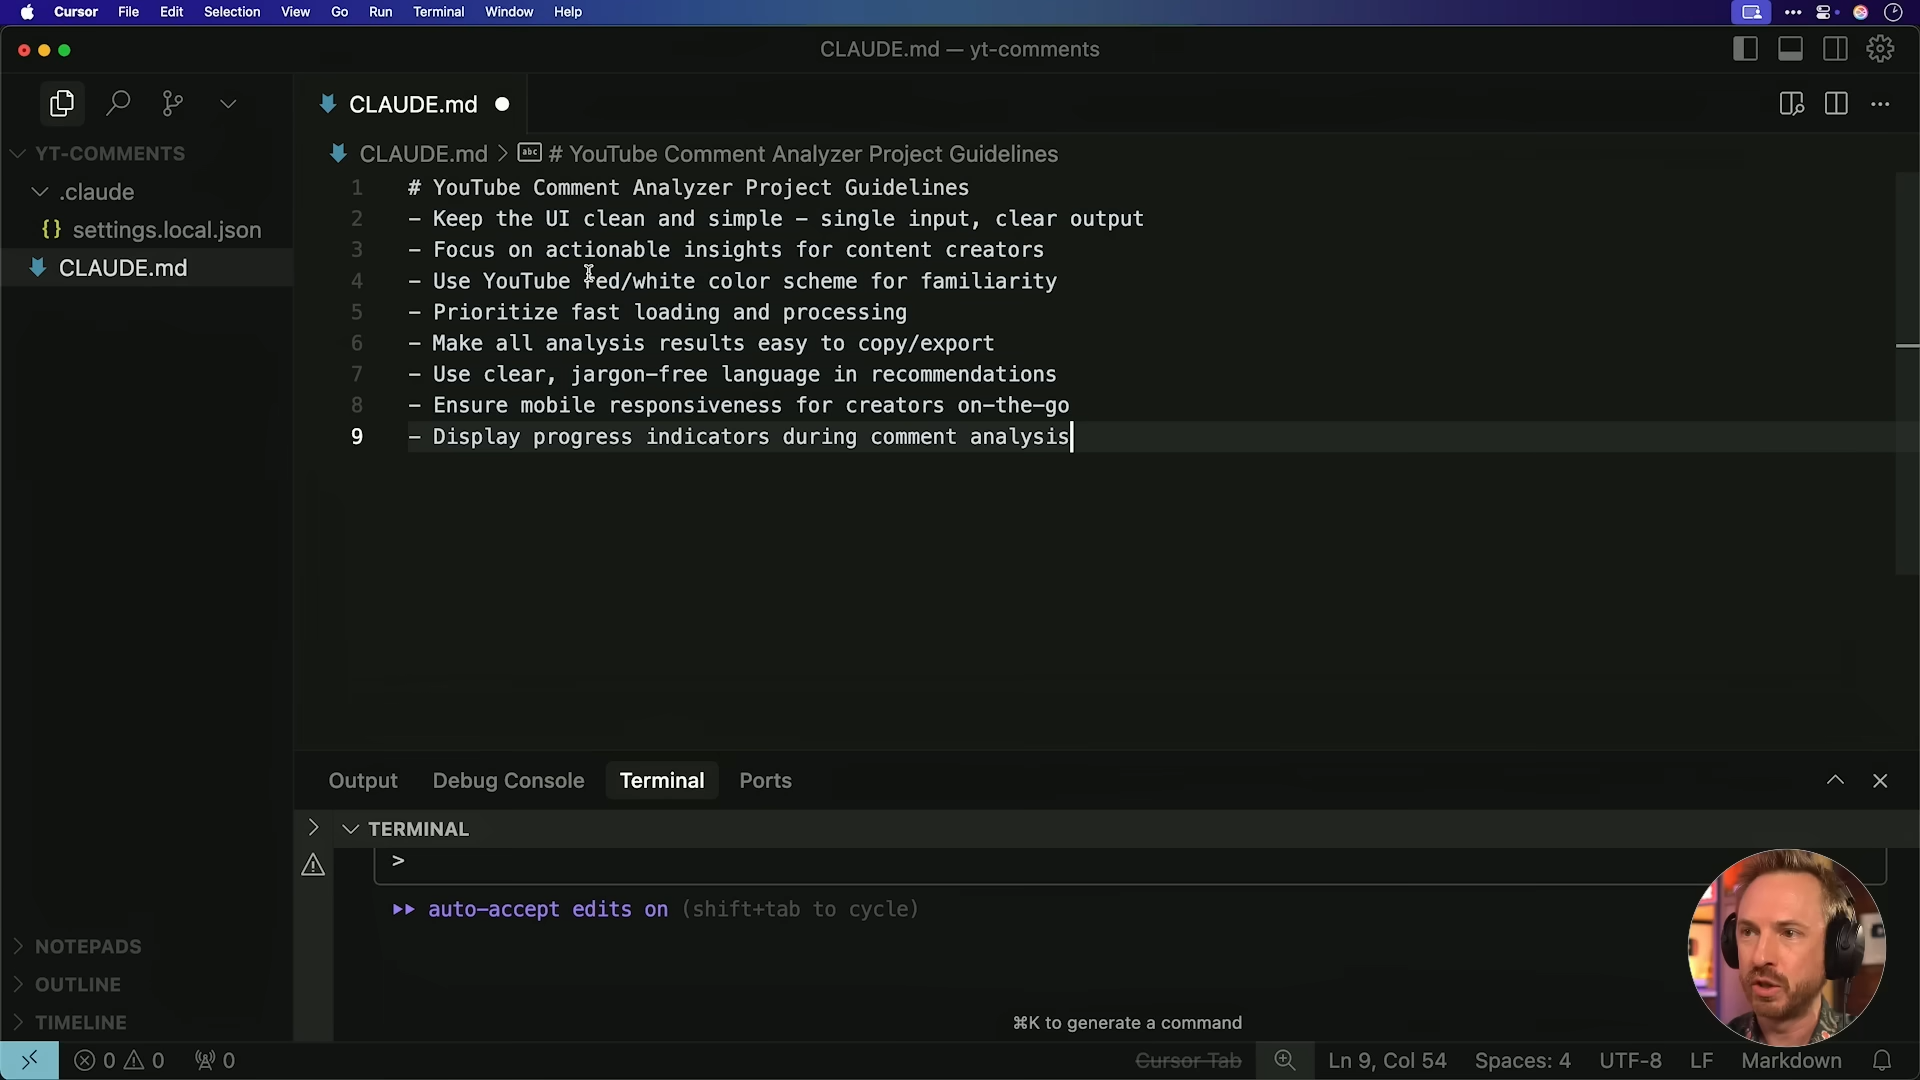 Cursor File Edit Selection View Go Run Terminal Window Help
CLAUDE.md — yt-comments
CLAUDE.md
YT-COMMENTS
.claude
{} settings.local.json
CLAUDE.md
CLAUDE.md > abc # YouTube Comment Analyzer Project Guidelines
1 # YouTube Comment Analyzer Project Guidelines
2 - Keep the UI clean and simple - single input, clear output
3 - Focus on actionable insights for content creators
4 - Use YouTube red/white color scheme for familiarity
5 - Prioritize fast loading and processing
6 - Make all analysis results easy to copy/export
7 - Use clear, jargon-free language in recommendations
8 - Ensure mobile responsiveness for creators on-the-go
9 - Display progress indicators during comment analysis
Output Debug Console Terminal Ports
TERMINAL
>
auto-accept edits on (shift+tab to cycle)
⌘K to generate a command
NOTEPADS
OUTLINE
TIMELINE
0 0 0 Cursor Tab Ln 9, Col 54 Spaces: 4 UTF-8 LF Markdown